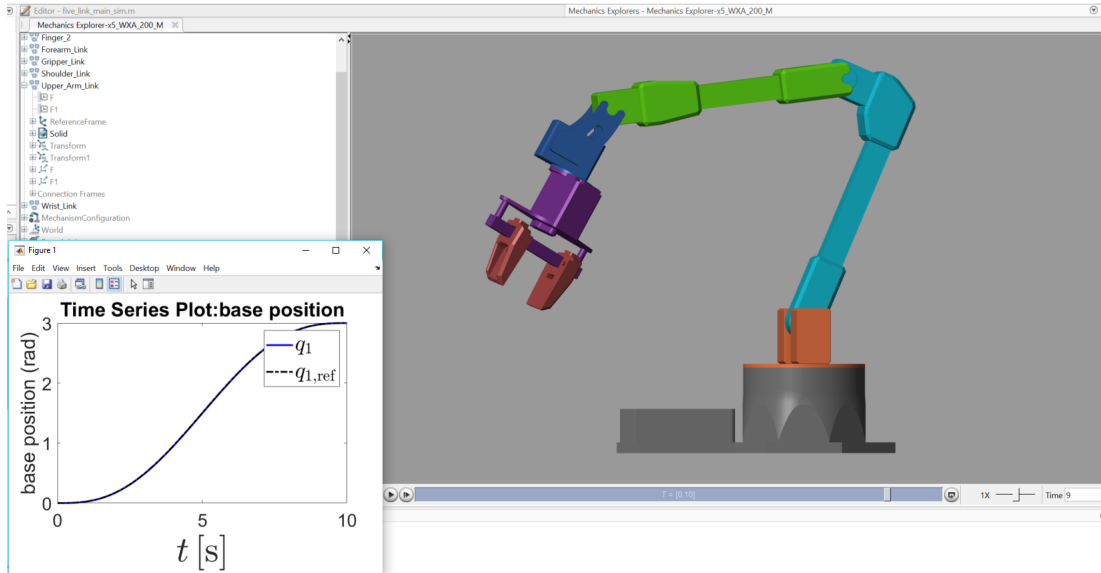 Editor - five_link_main_sim.m
Mechanics Explorers - Mechanics Explorer-x5_WXA_200_M
Mechanics Explorer-x5_WXA_200_M
Finger_2
Forearm_Link
Gripper_Link
Shoulder_Link
Upper_Arm_Link
F
F1
ReferenceFrame
Solid
Transform
Transform1
F
F1
Connection Frames
Wrist_Link
MechanismConfiguration
World
Figure 1
File Edit View Insert Tools Desktop Window Help
Time Series Plot:base position
base position (rad)
3
2
1
0
q1
q1,ref
0 5 10
t [s]
T = [0,10]
1X
Time 9